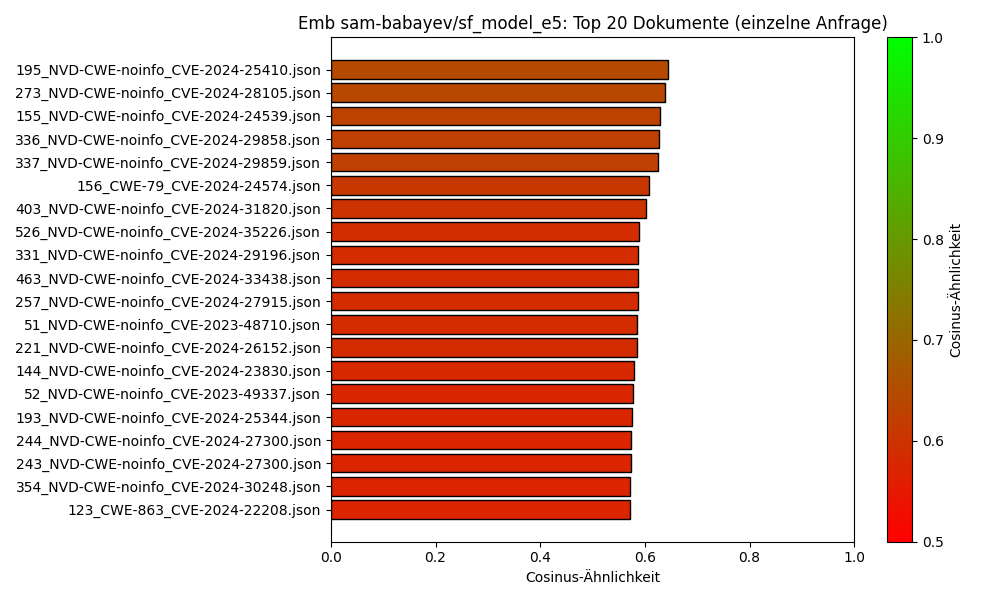 Emb sam-babayev/sf_model_e5: Top 20 Dokumente (einzelne Anfrage)
195_NVD-CWE-noinfo_CVE-2024-25410.json
273_NVD-CWE-noinfo_CVE-2024-28105.json
155_NVD-CWE-noinfo_CVE-2024-24539.json
336_NVD-CWE-noinfo_CVE-2024-29858.json
337_NVD-CWE-noinfo_CVE-2024-29859.json
156_CWE-79_CVE-2024-24574.json
403_NVD-CWE-noinfo_CVE-2024-31820.json
526_NVD-CWE-noinfo_CVE-2024-35226.json
331_NVD-CWE-noinfo_CVE-2024-29196.json
463_NVD-CWE-noinfo_CVE-2024-33438.json
257_NVD-CWE-noinfo_CVE-2024-27915.json
51_NVD-CWE-noinfo_CVE-2023-48710.json
221_NVD-CWE-noinfo_CVE-2024-26152.json
144_NVD-CWE-noinfo_CVE-2024-23830.json
52_NVD-CWE-noinfo_CVE-2023-49337.json
193_NVD-CWE-noinfo_CVE-2024-25344.json
244_NVD-CWE-noinfo_CVE-2024-27300.json
243_NVD-CWE-noinfo_CVE-2024-27300.json
354_NVD-CWE-noinfo_CVE-2024-30248.json
123_CWE-863_CVE-2024-22208.json
0.0 0.2 0.4 0.6 0.8 1.0
Cosinus-Ähnlichkeit
1.0
0.9
0.8
0.7
0.6
0.5
Cosinus-Ähnlichkeit